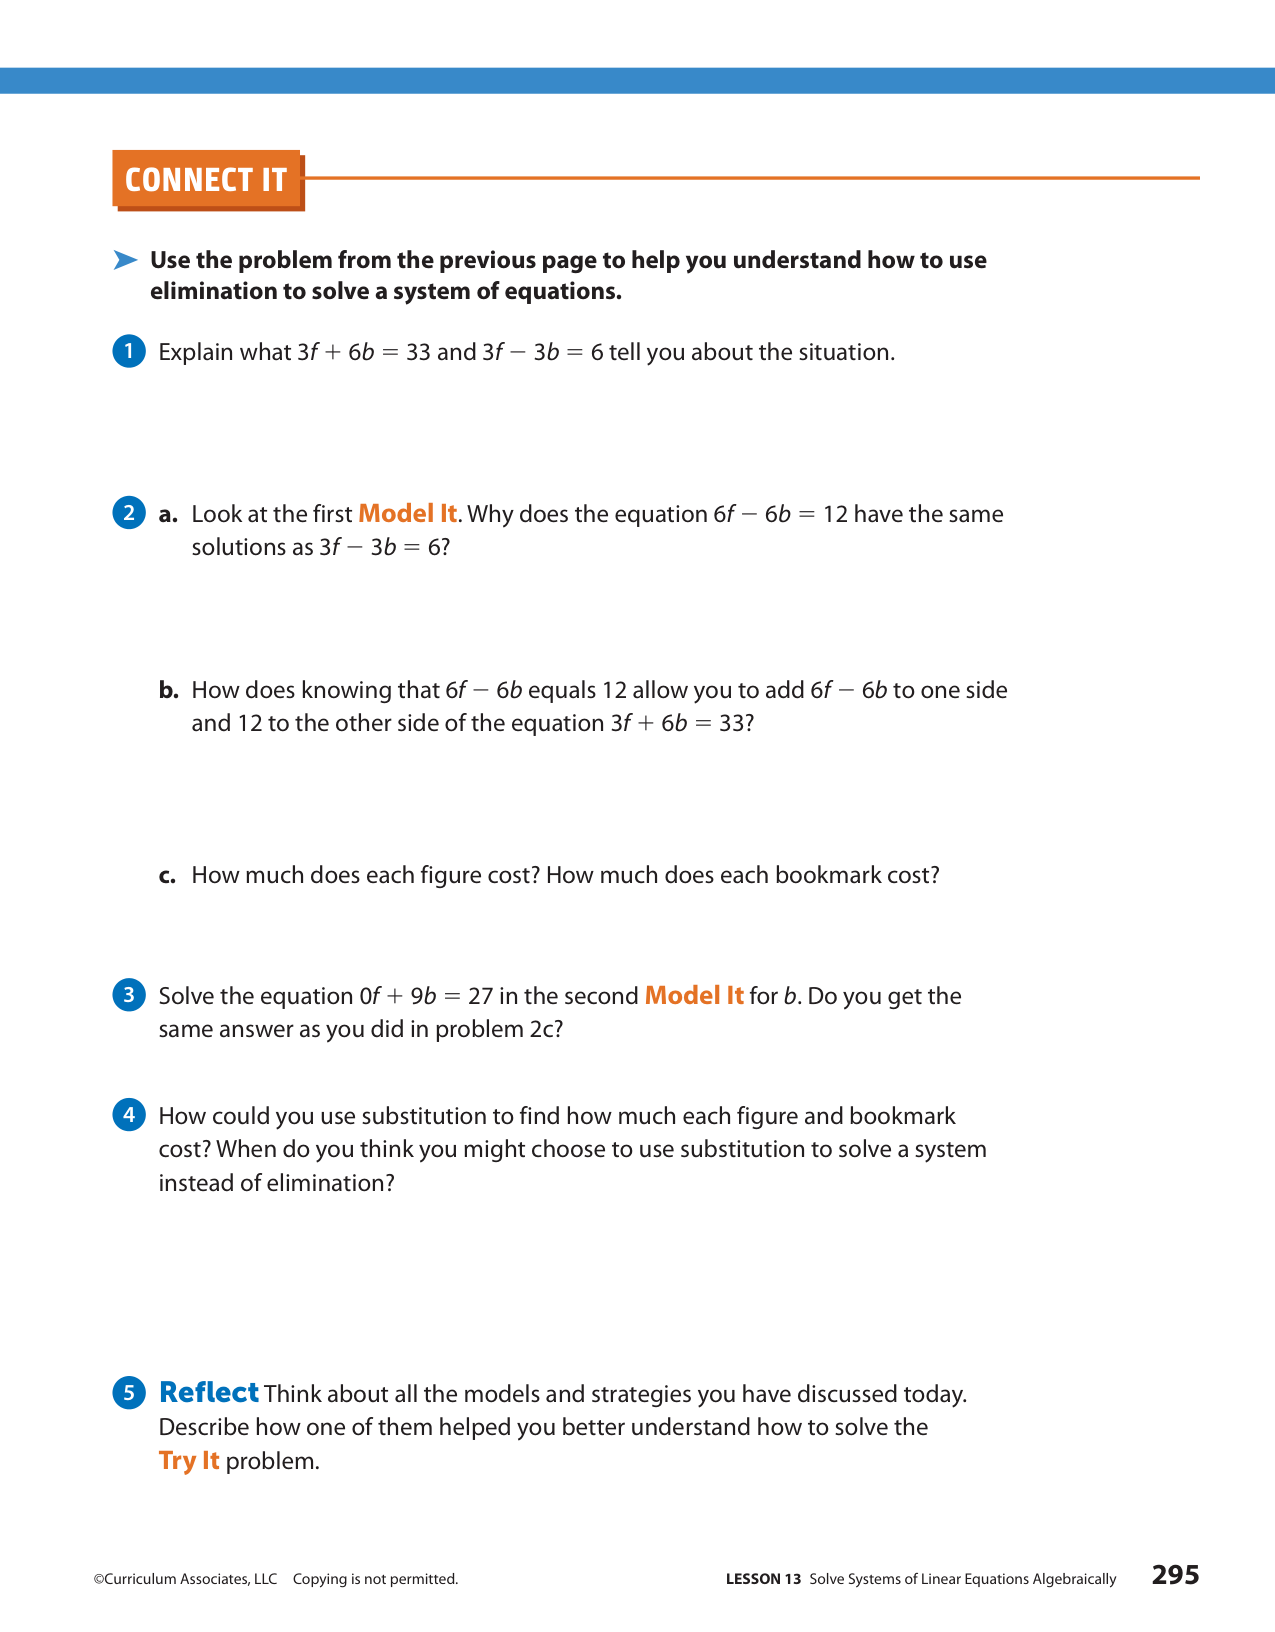 CONNECT IT
➤ Use the problem from the previous page to help you understand how to use
elimination to solve a system of equations.
1 Explain what 3f + 6b = 33 and 3f − 3b = 6 tell you about the situation.
2 a. Look at the first Model It. Why does the equation 6f − 6b = 12 have the same
solutions as 3f − 3b = 6?
b. How does knowing that 6f − 6b equals 12 allow you to add 6f − 6b to one side
and 12 to the other side of the equation 3f + 6b = 33?
c. How much does each figure cost? How much does each bookmark cost?
3 Solve the equation 0f + 9b = 27 in the second Model It for b. Do you get the
same answer as you did in problem 2c?
4 How could you use substitution to find how much each figure and bookmark
cost? When do you think you might choose to use substitution to solve a system
instead of elimination?
5 Reflect Think about all the models and strategies you have discussed today.
Describe how one of them helped you better understand how to solve the
Try It problem.
©Curriculum Associates, LLC Copying is not permitted. LESSON 13 Solve Systems of Linear Equations Algebraically 295